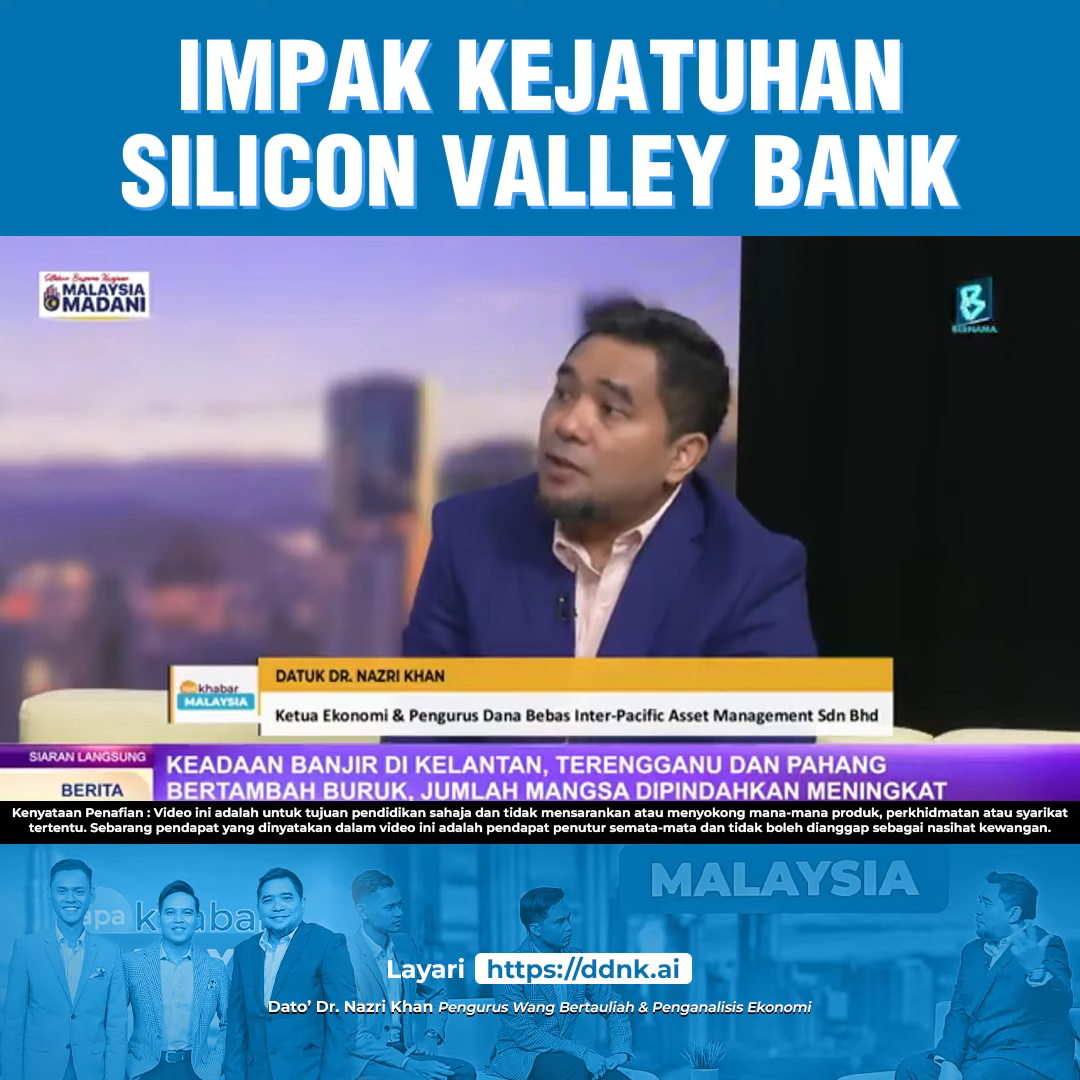 IMPAK KEJATUHAN
SILICON VALLEY BANK
MALAYSIA
MADANI
BERNAMA
DATUK DR. NAZRI KHAN
khabar
MALAYSIA
Ketua Ekonomi & Pengurus Dana Bebas Inter-Pacific Asset Management Sdn Bhd
SIARAN LANGSUNG
BERITA
KEADAAN BANJIR DI KELANTAN, TERENGGANU DAN PAHANG
BERTAMBAH BURUK, JUMLAH MANGSA DIPINDAHKAN MENINGKAT
Kenyataan Penafian : Video ini adalah untuk tujuan pendidikan sahaja dan tidak mensarankan atau menyokong mana-mana produk, perkhidmatan atau syarikat
tertentu. Sebarang pendapat yang dinyatakan dalam video ini adalah pendapat penutur semata-mata dan tidak boleh dianggap sebagai nasihat kewangan.
MALAYSIA
apa khabar
Layari https://ddnk.ai
Dato' Dr. Nazri Khan Pengurus Wang Bertauliah & Penganalisis Ekonomi